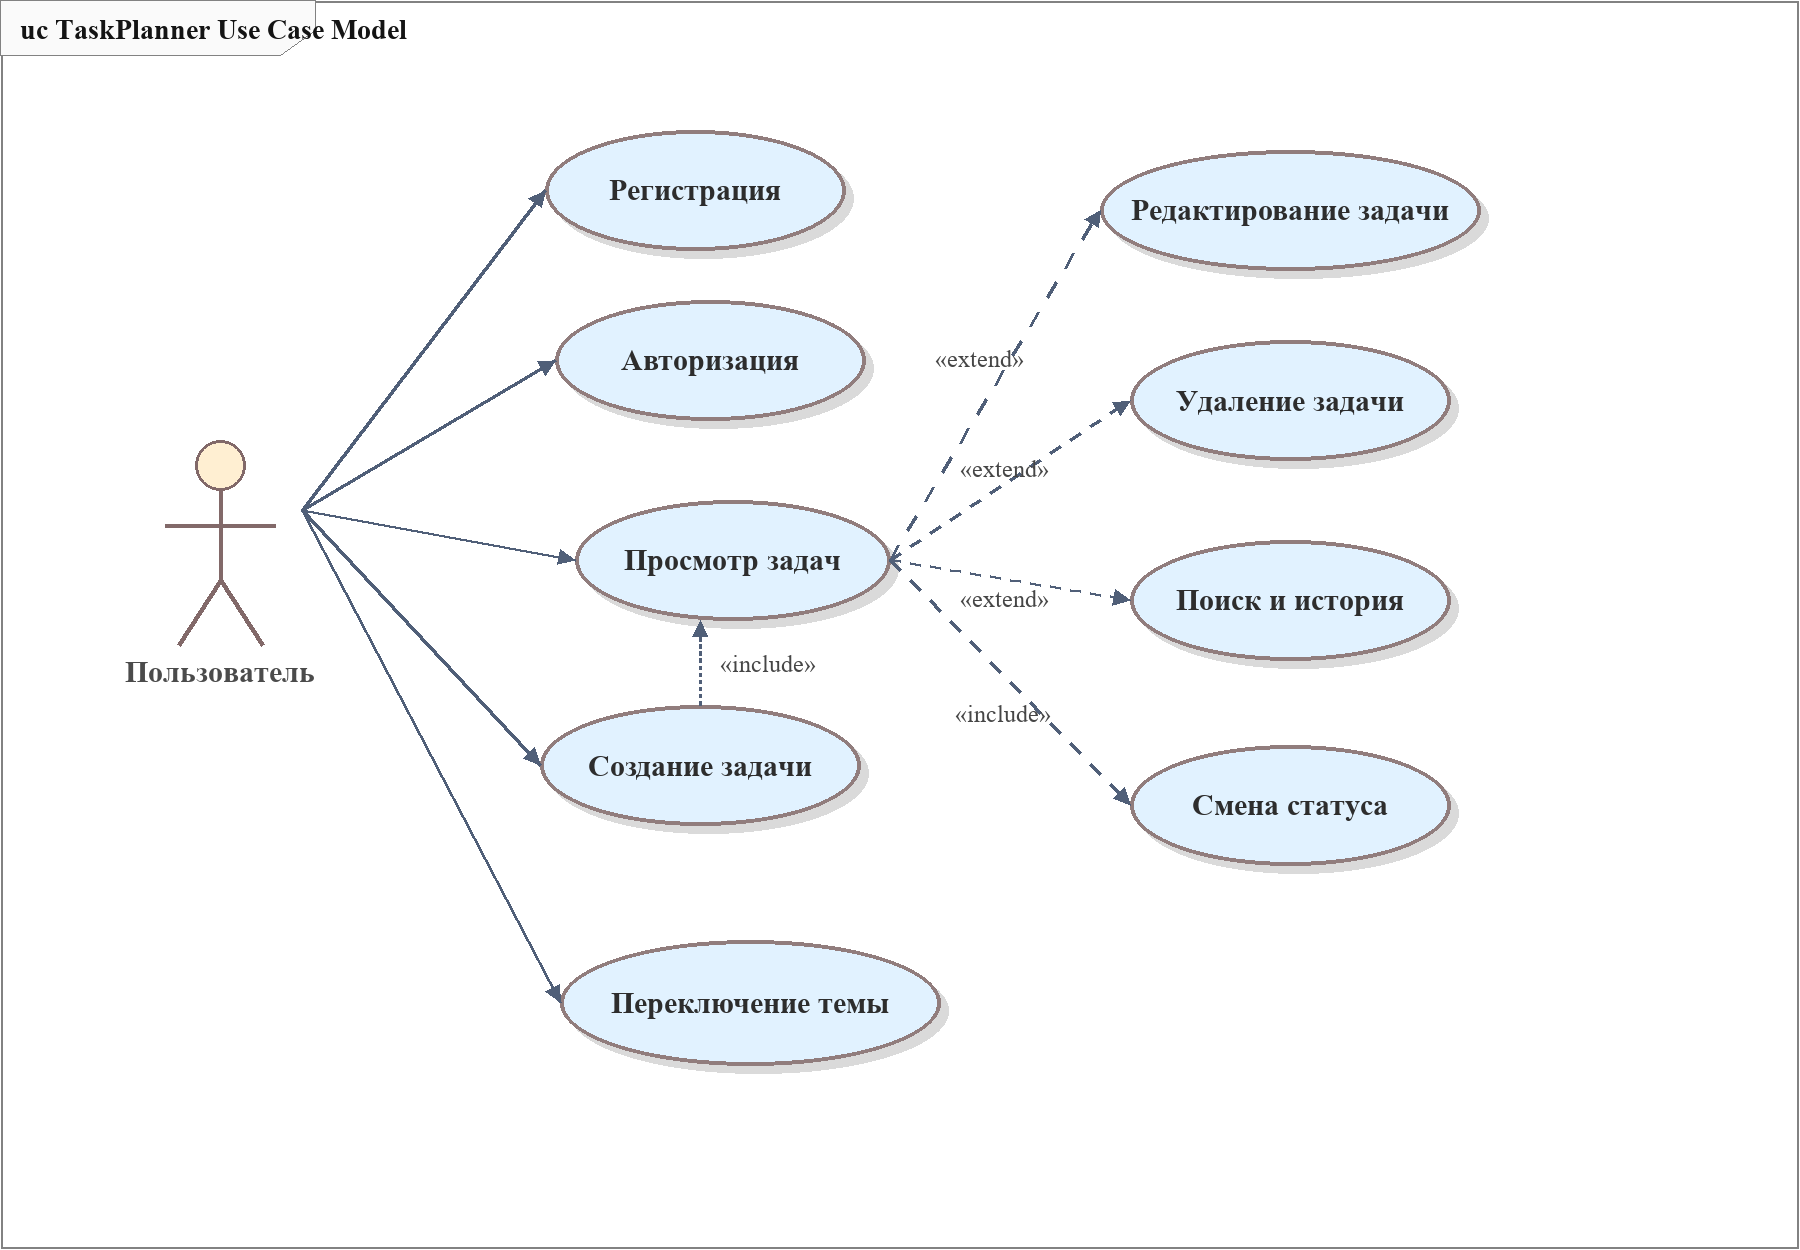 uc TaskPlanner Use Case Model
Регистрация
Редактирование задачи
Авторизация
«extend»
Удаление задачи
«extend»
Просмотр задач
«extend»
Поиск и история
Пользователь
«include»
«include»
Создание задачи
Смена статуса
Переключение темы